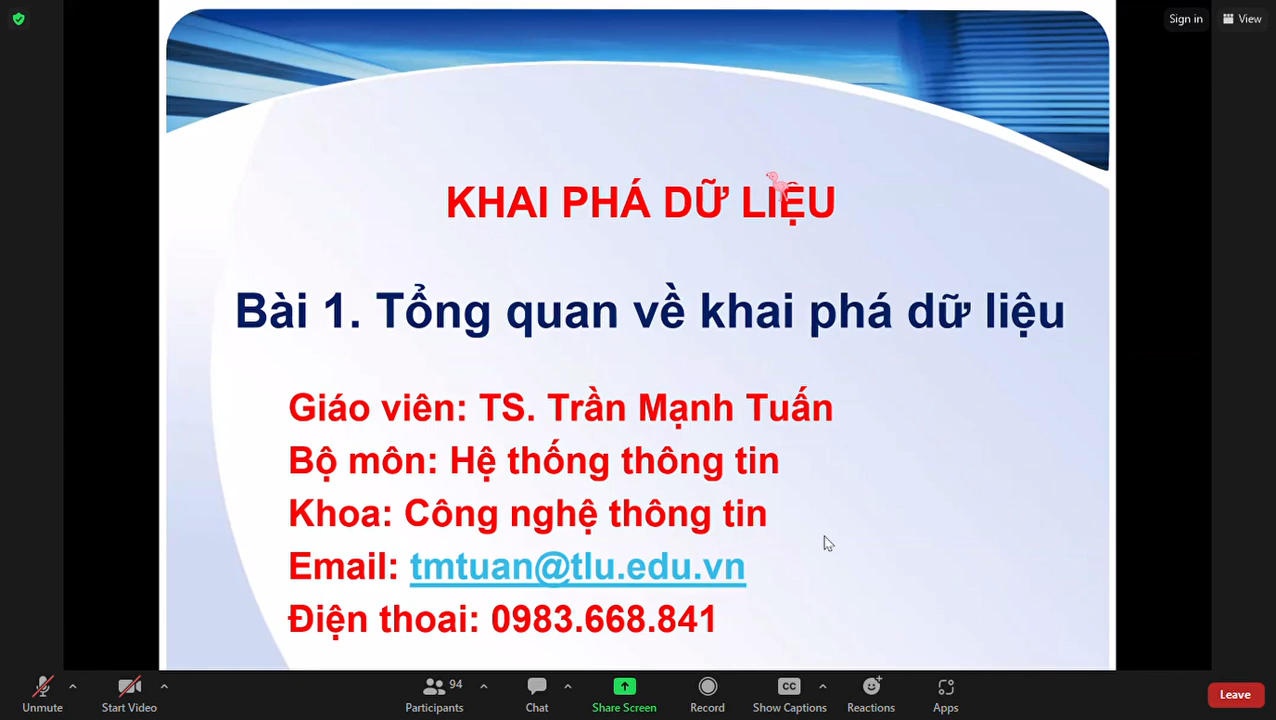 Sign in
View
KHAI PHÁ DỮ LIỆU
Bài 1. Tổng quan về khai phá dữ liệu
Giáo viên: TS. Trần Mạnh Tuấn
Bộ môn: Hệ thống thông tin
Khoa: Công nghệ thông tin
Email: tmtuan@tlu.edu.vn
Điện thoai: 0983.668.841
94
CC
Unmute
Start Video
Participants
Chat
Share Screen
Record
Show Captions
Reactions
Apps
Leave